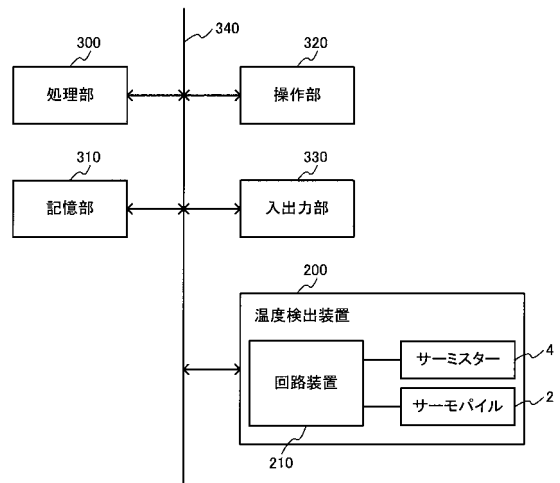 340
300
320
処理部
操作部
310
330
記憶部
入出力部
200
温度検出装置
サーミスター
4
回路装置
サーモパイル
2
210